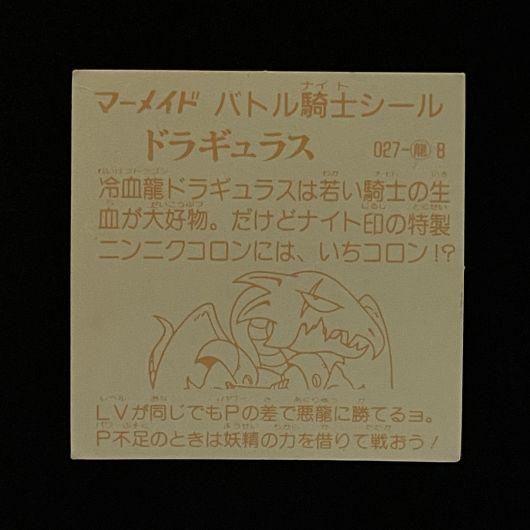 マーメイド バトル騎士シール
ドラギュラス 027-龍8
冷血龍ドラギュラスは若い騎士の生
血が大好物。だけどナイト印の特製
ニンニクコロンには、いちコロン!?
LVが同じでもPの差で悪龍に勝てるヨ。
P不足のときは妖精の力を借りて戦おう!